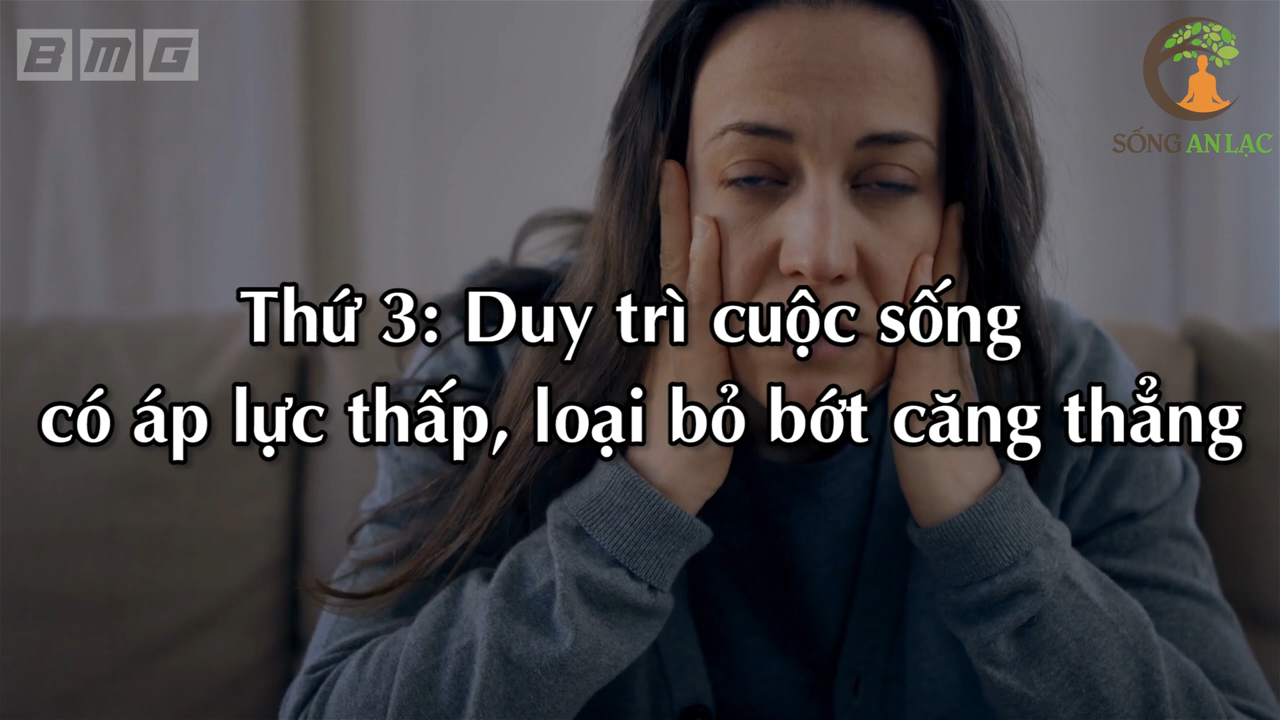 BMG
SỐNG AN LẠC
Thứ 3: Duy trì cuộc sống
có áp lực thấp, loại bỏ bớt căng thẳng